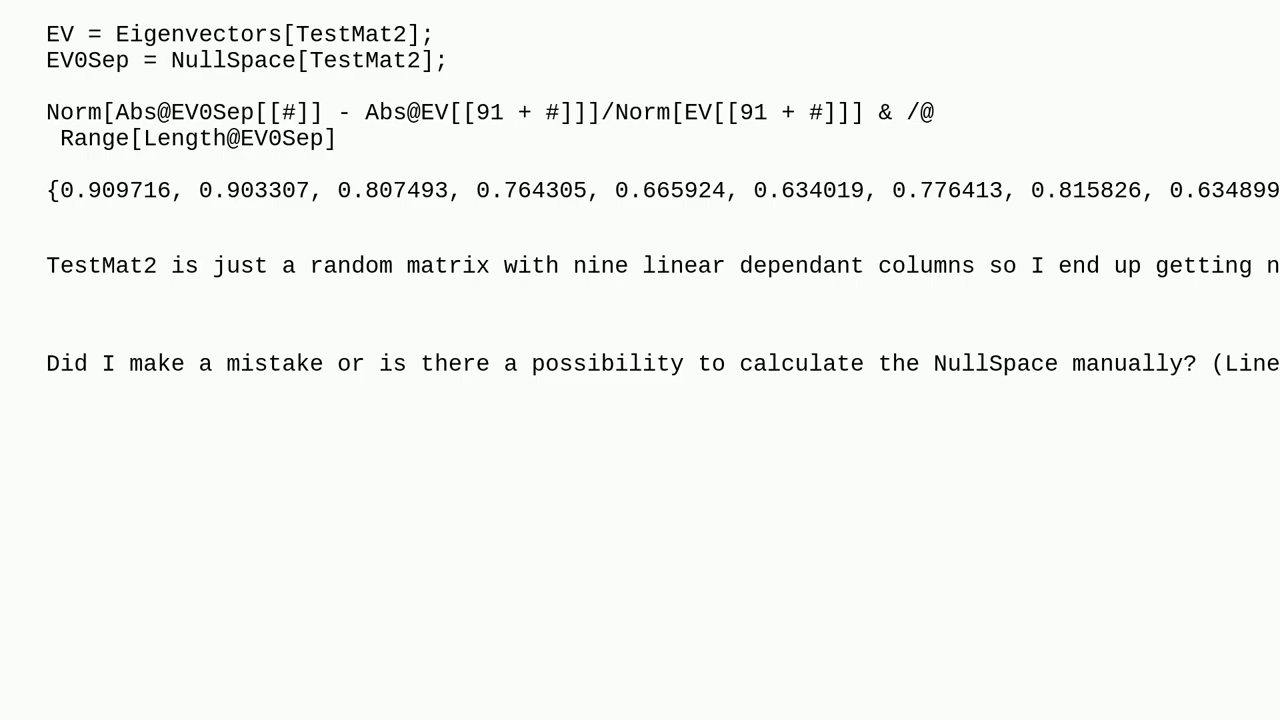 EV = Eigenvectors[TestMat2];
EV0Sep = NullSpace[TestMat2];
Norm[Abs@EV0Sep[[#]] - Abs@EV[[91 + #]]]/Norm[EV[[91 + #]]] & /@
Range[Length@EV0Sep]
{0.909716, 0.903307, 0.807493, 0.764305, 0.665924, 0.634019, 0.776413, 0.815826, 0.634899
TestMat2 is just a random matrix with nine linear dependant columns so I end up getting n
Did I make a mistake or is there a possibility to calculate the NullSpace manually? (Line